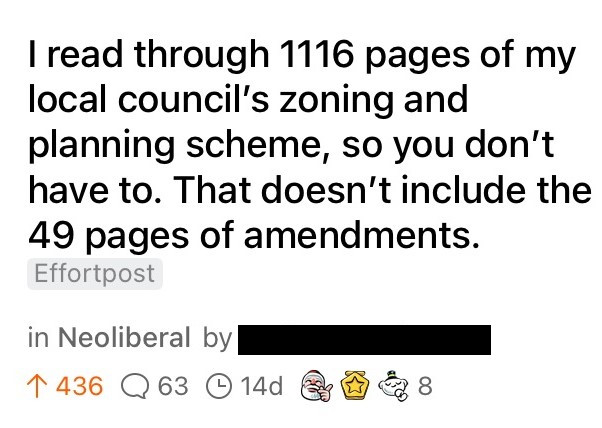 I read through 1116 pages of my
local council’s zoning and
planning scheme, so you don’t
have to. That doesn’t include the
49 pages of amendments.
Effortpost
in Neoliberal by
436 63 14d 8